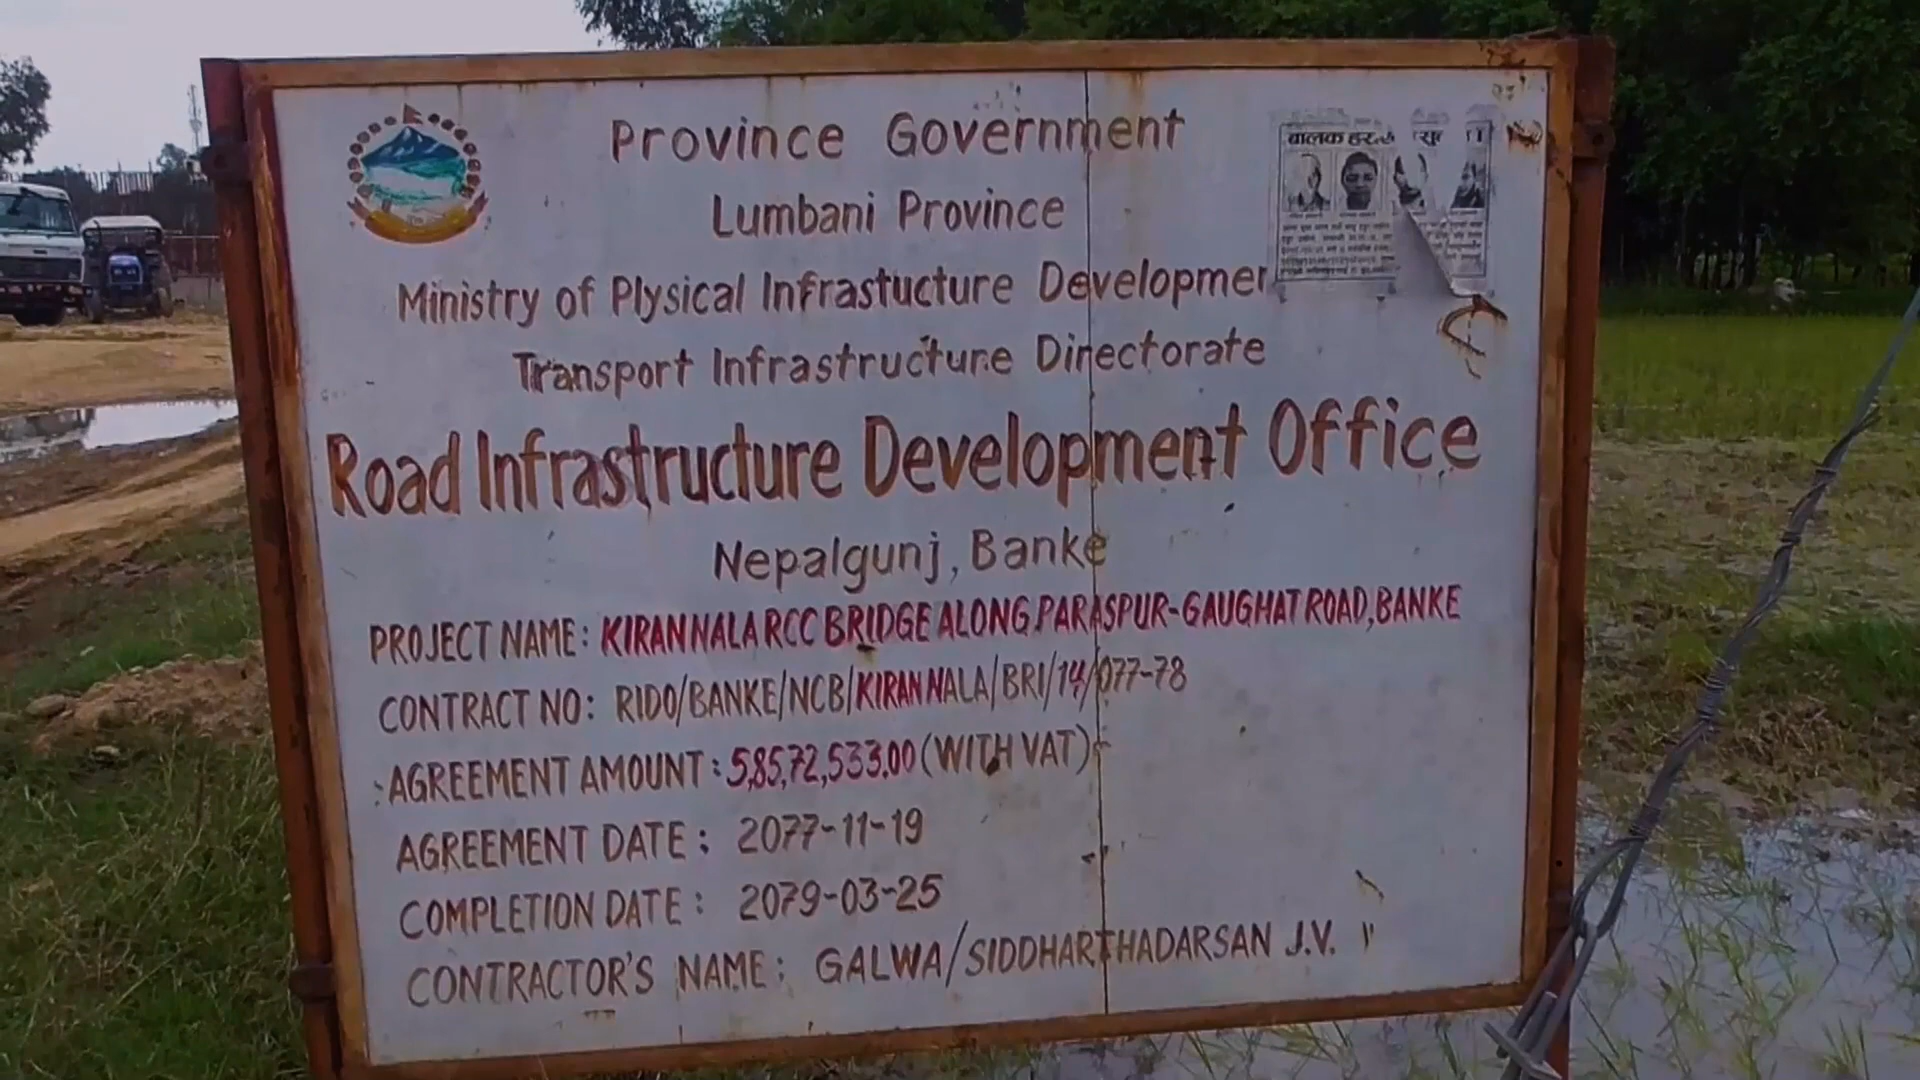 Province Government
Lumbani Province
Ministry of Plysical Infrastucture Developmen
Transport Infrastructure Directorate
Road Infrastructure Development Office
Nepalgunj, Banke
PROJECT NAME: KIRAN NALA RCC BRIDGE ALONG PARASPUR-GAUGHAT ROAD, BANKE
CONTRACT NO: RIDO/BANKE/NCB/KIRAN NALA/BRI/14/077-78
AGREEMENT AMOUNT: 5,85,72,533.00 (WITH VAT)
AGREEMENT DATE: 2077-11-19
COMPLETION DATE: 2079-03-25
CONTRACTOR'S NAME: GALWA/SIDDHARTHADARSAN J.V.
बालक